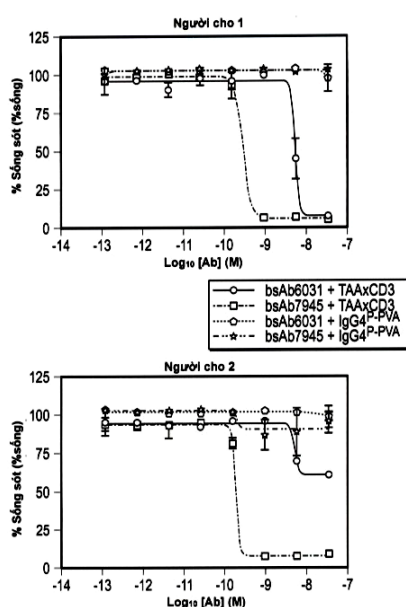 Người cho 1
% Sống sót (%sống)
125
100
75
50
25
0
-14 -13 -12 -11 -10 -9 -8 -7
Log₁₀ [Ab] (M)
bsAb6031 + TAAxCD3
bsAb7945 + TAAxCD3
bsAb6031 + IgG4P-PVA
bsAb7945 + IgG4P-PVA
Người cho 2
% Sống sót (%sống)
125
100
75
50
25
0
-14 -13 -12 -11 -10 -9 -8 -7
Log₁₀ [Ab] (M)